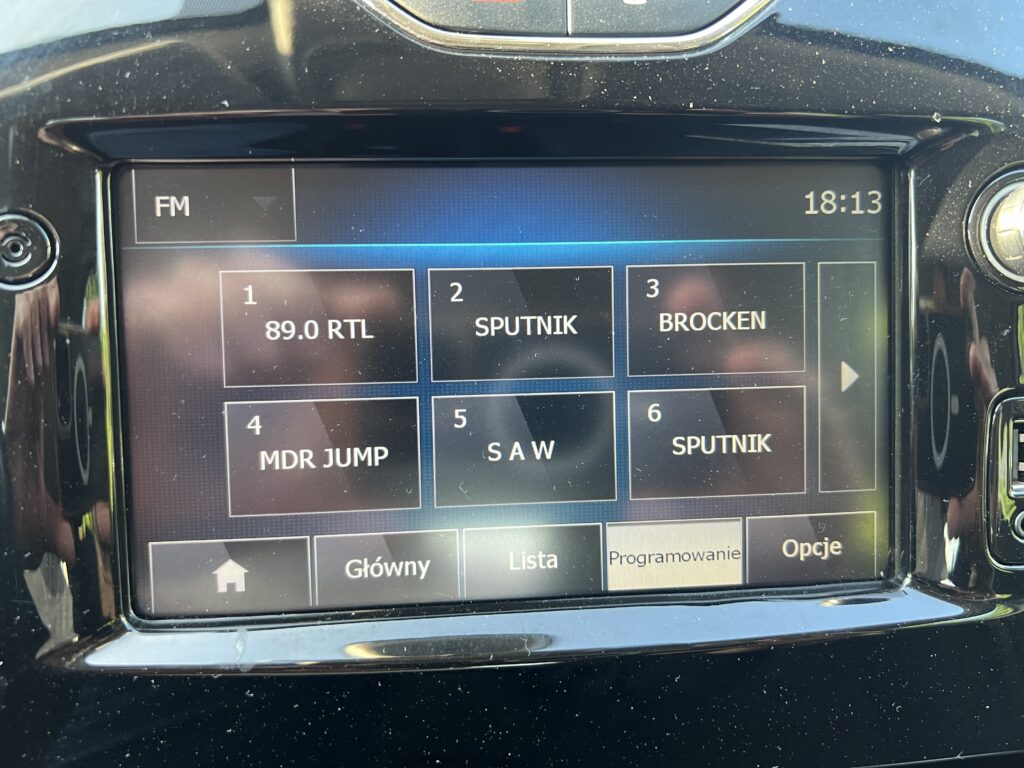 FM
18:13
1
89.0 RTL
2
SPUTNIK
3
BROCKEN
4
MDR JUMP
5
S A W
6
SPUTNIK
Główny
Lista
Programowanie
Opcje